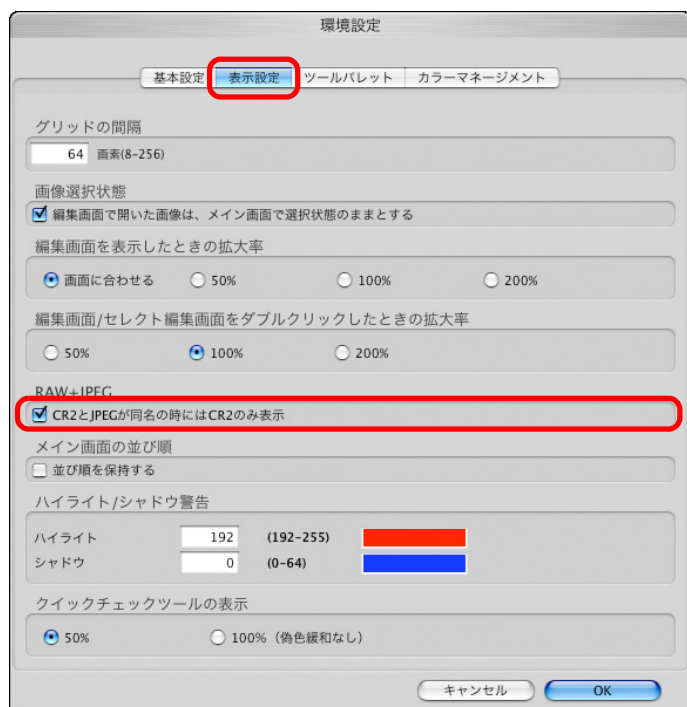 環境設定
基本設定 表示設定 ツールパレット カラーマネージメント
グリッドの間隔
64 画素(8-256)
画像選択状態
編集画面で開いた画像は、メイン画面で選択状態のままとする
編集画面を表示したときの拡大率
画面に合わせる 50% 100% 200%
編集画面/セレクト編集画面をダブルクリックしたときの拡大率
50% 100% 200%
RAW+JPEG
CR2とJPEGが同名の時にはCR2のみ表示
メイン画面の並び順
並び順を保持する
ハイライト/シャドウ警告
ハイライト 192 (192-255)
シャドウ 0 (0-64)
クイックチェックツールの表示
50% 100%（偽色緩和なし）
キャンセル OK